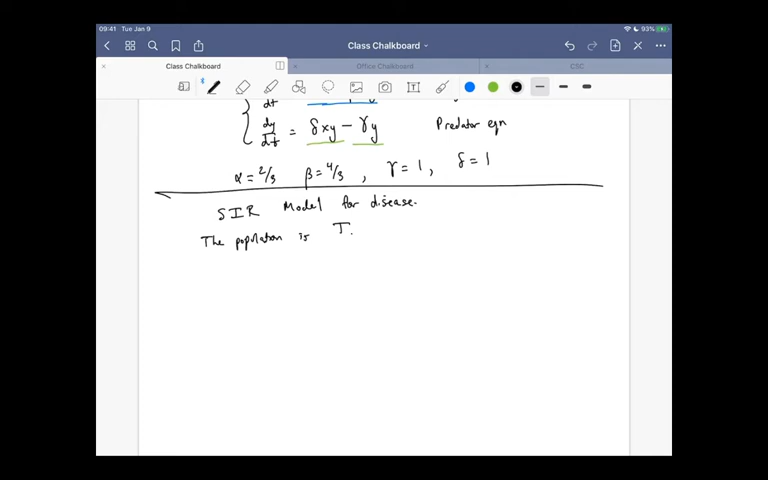 09:41 Tue Jan 9
93%
Class Chalkboard
Class Chalkboard
Office Chalkboard
CSC
dt
dy/dt = δxy - γy Predator eqn
α = 2/3 β = 4/3 , γ = 1 , δ = 1
SIR Model for disease.
The population is T.